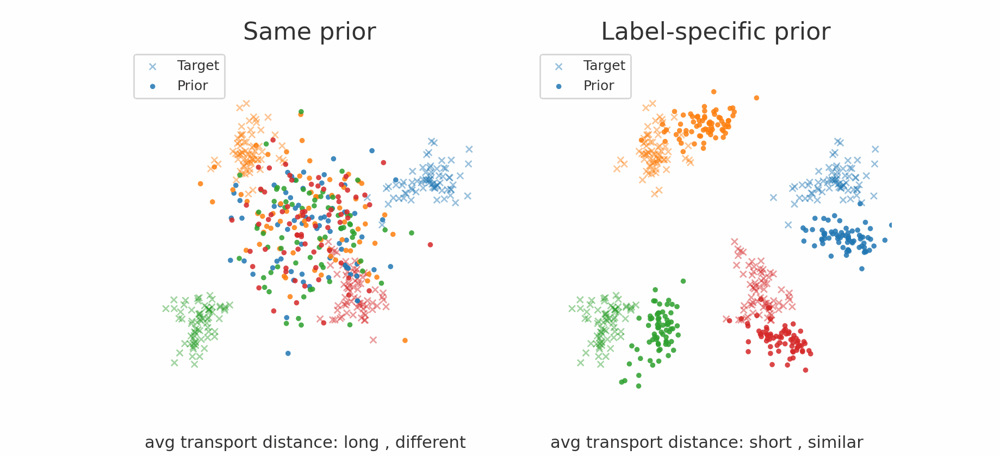 Same prior
Target
Prior
avg transport distance: long , different
Label-specific prior
Target
Prior
avg transport distance: short , similar